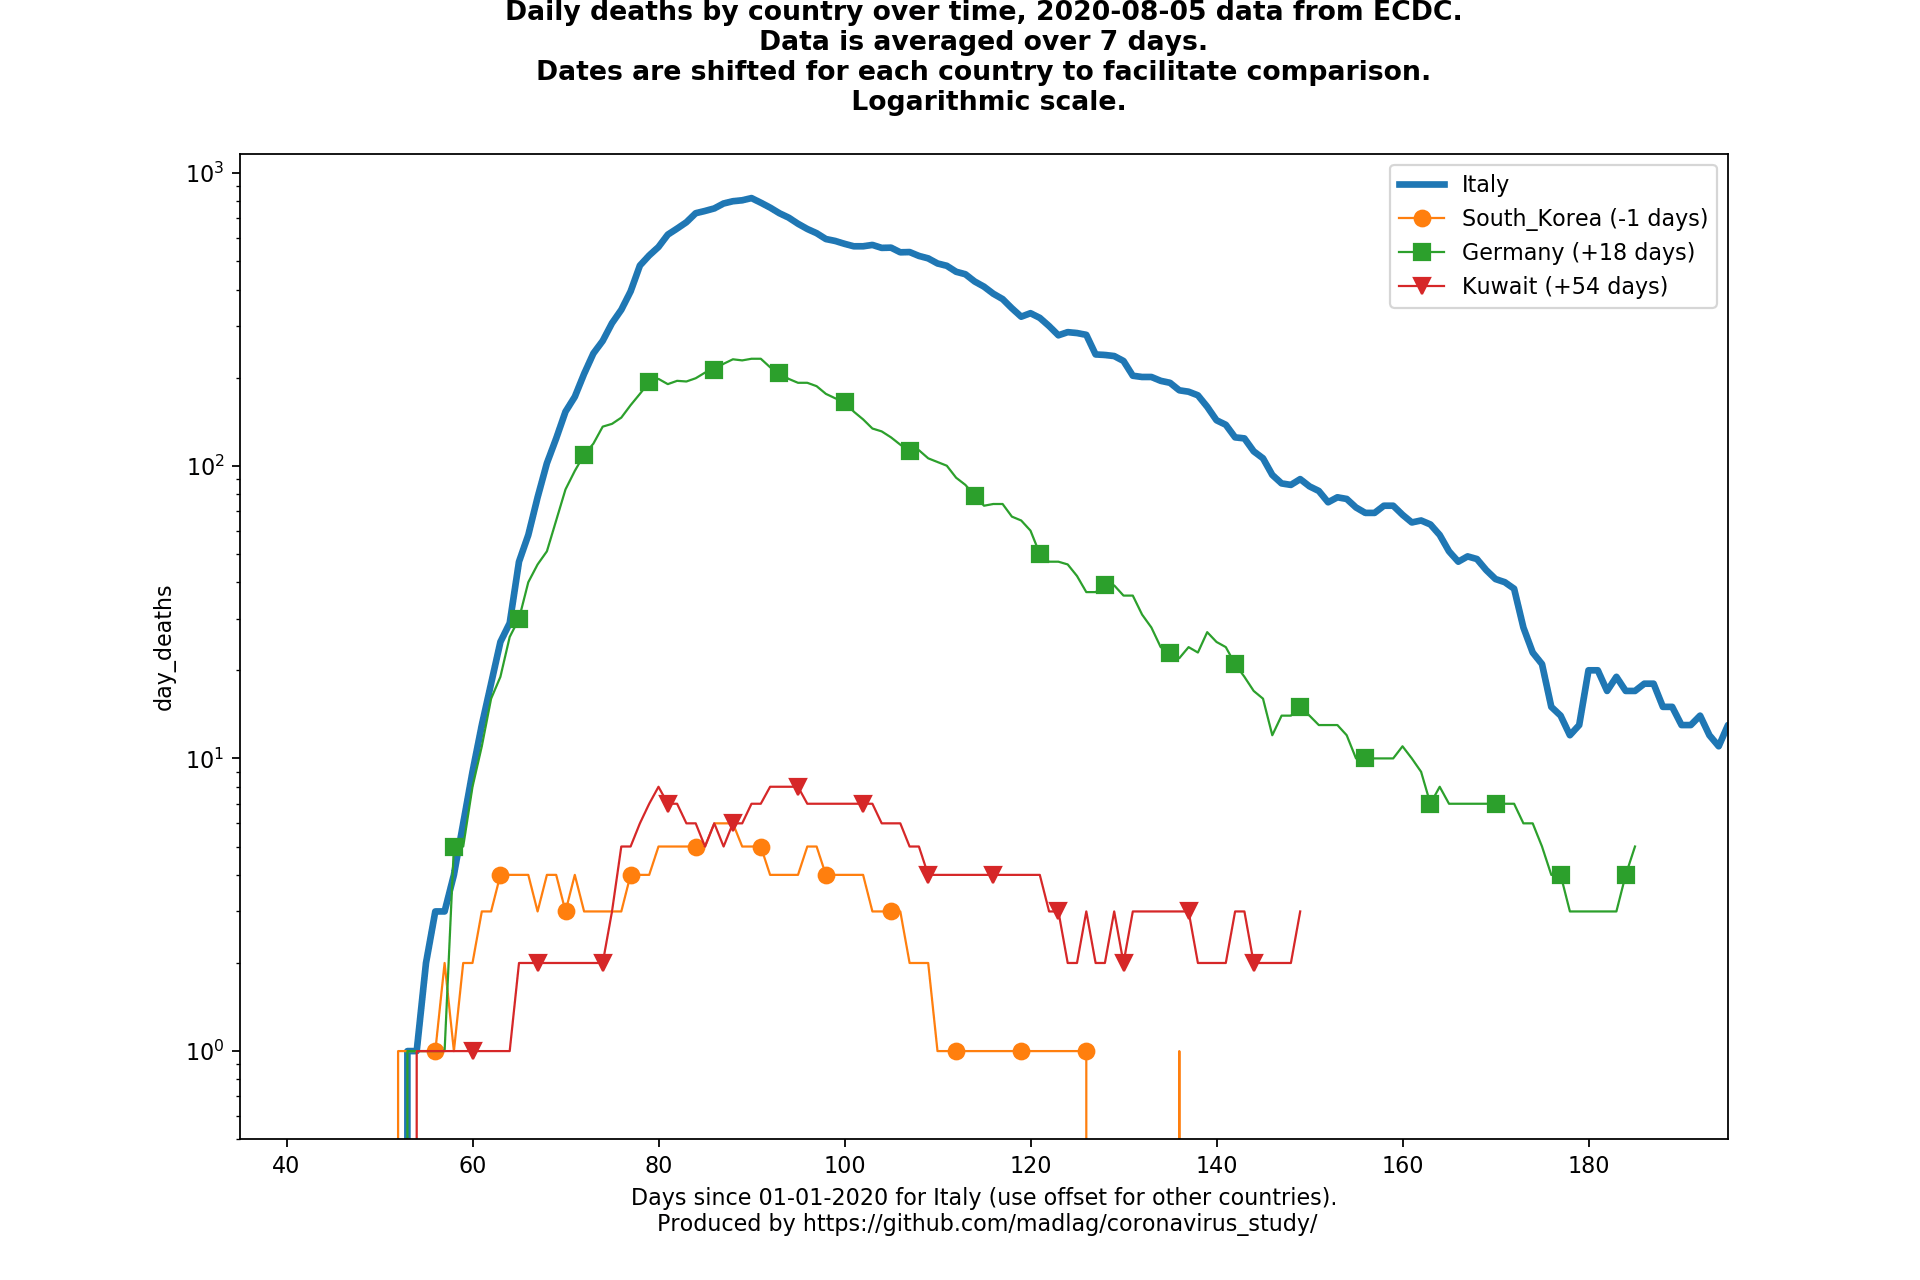 Daily deaths by country over time, 2020-08-05 data from ECDC.
Data is averaged over 7 days.
Dates are shifted for each country to facilitate comparison.
Logarithmic scale.
10³
10²
10¹
10⁰
day_deaths
Italy
South_Korea (-1 days)
Germany (+18 days)
Kuwait (+54 days)
40 60 80 100 120 140 160 180
Days since 01-01-2020 for Italy (use offset for other countries).
Produced by https://github.com/madlag/coronavirus_study/